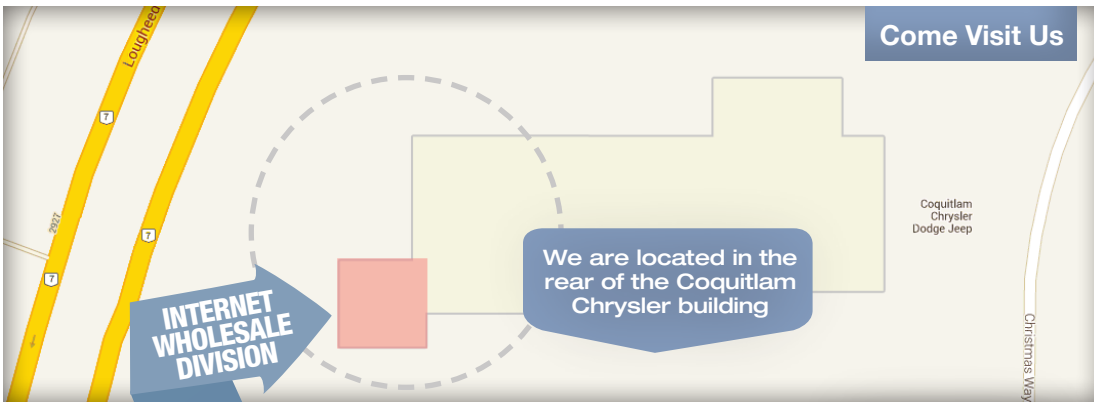 Come Visit Us
Lougheed
7
2927
7
7
Coquitlam
Chrysler
Dodge Jeep
We are located in the
rear of the Coquitlam
Chrysler building
INTERNET
WHOLESALE
DIVISION
Christmas Way